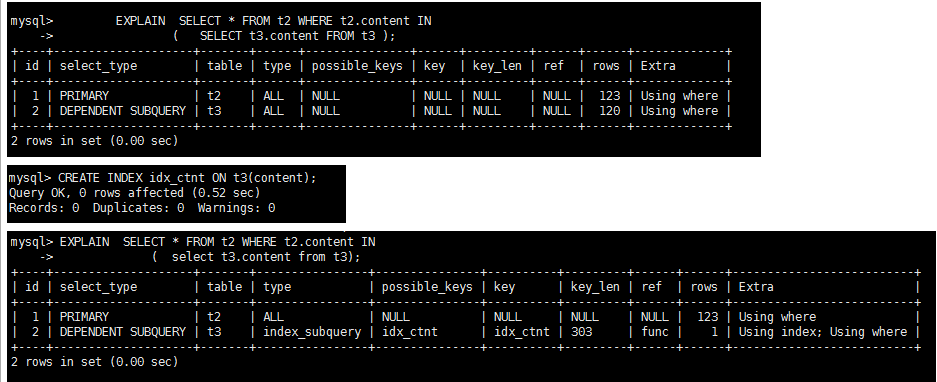 mysql>         EXPLAIN  SELECT * FROM t2 WHERE t2.content IN
    ->                 (   SELECT t3.content FROM t3 );
+----+--------------------+-------+------+---------------+------+---------+------+------+-------------+
| id | select_type        | table | type | possible_keys | key  | key_len | ref  | rows | Extra       |
+----+--------------------+-------+------+---------------+------+---------+------+------+-------------+
|  1 | PRIMARY            | t2    | ALL  | NULL          | NULL | NULL    | NULL |  123 | Using where |
|  2 | DEPENDENT SUBQUERY | t3    | ALL  | NULL          | NULL | NULL    | NULL |  120 | Using where |
+----+--------------------+-------+------+---------------+------+---------+------+------+-------------+
2 rows in set (0.00 sec)
mysql> CREATE INDEX idx_ctnt ON t3(content);
Query OK, 0 rows affected (0.52 sec)
Records: 0  Duplicates: 0  Warnings: 0
mysql> EXPLAIN  SELECT * FROM t2 WHERE t2.content IN
    ->              (  select t3.content from t3);
+----+--------------------+-------+----------------+---------------+----------+---------+------+------+--------------------------+
| id | select_type        | table | type           | possible_keys | key      | key_len | ref  | rows | Extra                    |
+----+--------------------+-------+----------------+---------------+----------+---------+------+------+--------------------------+
|  1 | PRIMARY            | t2    | ALL            | NULL          | NULL     | NULL    | NULL |  123 | Using where              |
|  2 | DEPENDENT SUBQUERY | t3    | index_subquery | idx_ctnt      | idx_ctnt | 303     | func |    1 | Using index; Using where |
+----+--------------------+-------+----------------+---------------+----------+---------+------+------+--------------------------+
2 rows in set (0.00 sec)